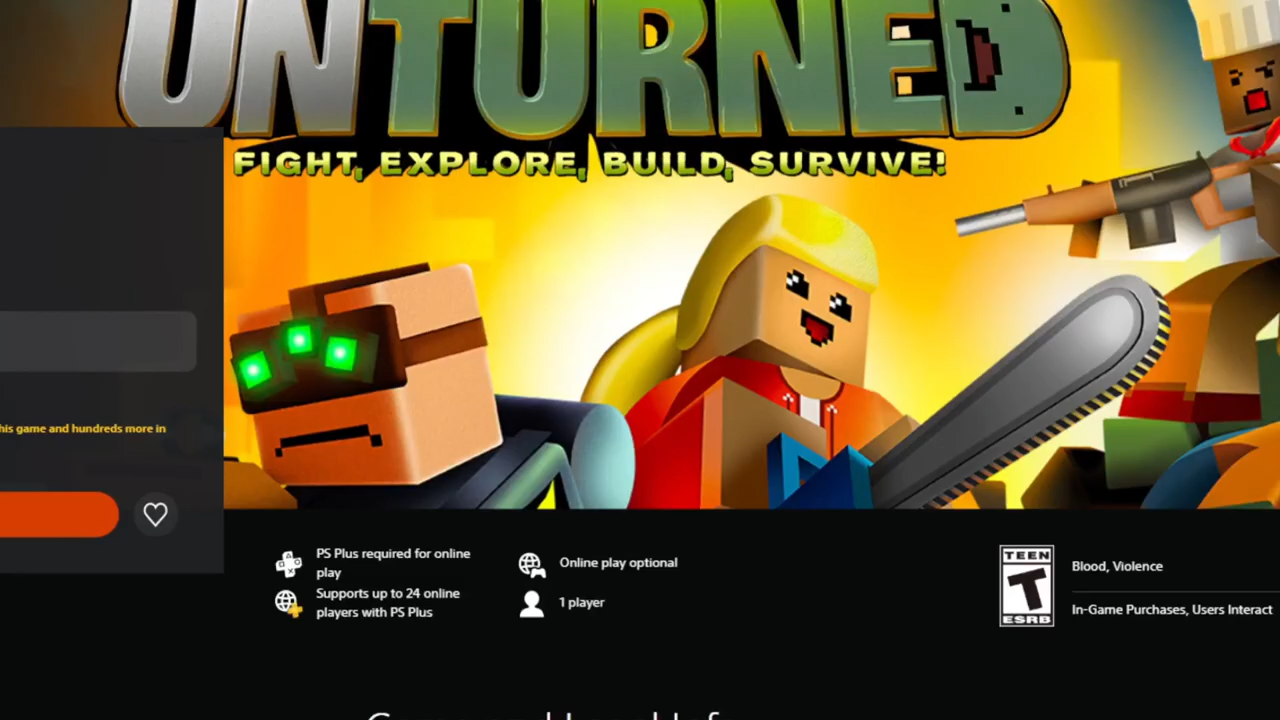 UNTURNED
FIGHT, EXPLORE, BUILD, SURVIVE!
his game and hundreds more in
PS Plus required for online
play
Supports up to 24 online
players with PS Plus
Online play optional
1 player
TEEN
T
ESRB
Blood, Violence
In-Game Purchases, Users Interact